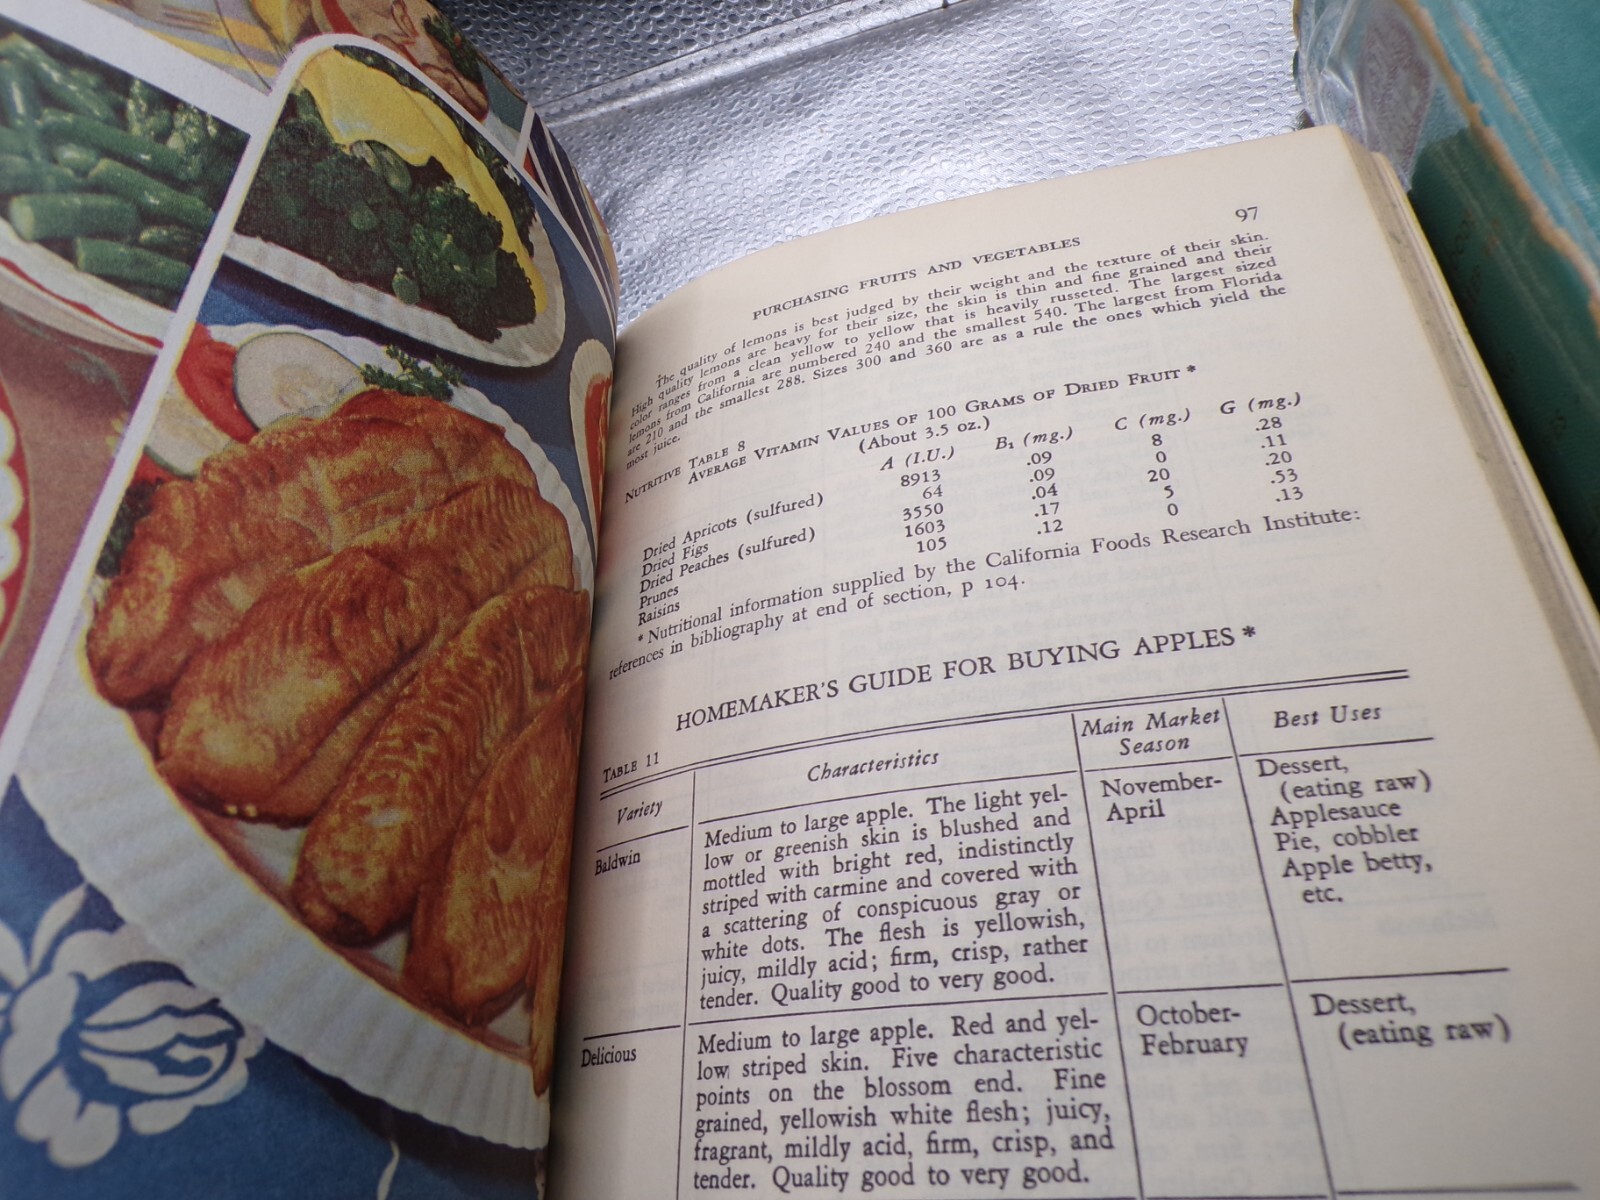 97
PURCHASING FRUITS AND VEGETABLES
The quality of lemons is best judged by their weight and the texture of their skin.
High quality lemons are heavy for their size, the skin is thin and fine grained and their
color ranges from a clean yellow to yellow that is heavily russeted. The largest sized
lemons from California are numbered 240 and the smallest 540. The largest from Florida
are 210 and the smallest 288. Sizes 300 and 360 are as a rule the ones which yield the
most juice.
NUTRITIVE TABLE 8
AVERAGE VITAMIN VALUES OF 100 GRAMS OF DRIED FRUIT *
(About 3.5 oz.)
A (I.U.) B₁ (mg.) C (mg.) G (mg.)
Dried Apricots (sulfured) 8913 .09 8 .28
Dried Figs 64 .09 0 .11
Dried Peaches (sulfured) 3550 .04 20 .20
Prunes 1603 .17 5 .53
Raisins 105 .12 0 .13
* Nutritional information supplied by the California Foods Research Institute:
references in bibliography at end of section, p 104.
HOMEMAKER'S GUIDE FOR BUYING APPLES *
TABLE 11
Variety
Characteristics
Main Market
Season
Best Uses
Baldwin
Medium to large apple. The light yel-
low or greenish skin is blushed and
mottled with bright red, indistinctly
striped with carmine and covered with
a scattering of conspicuous gray or
white dots. The flesh is yellowish,
juicy, mildly acid; firm, crisp, rather
tender. Quality good to very good.
November-
April
Dessert,
(eating raw)
Applesauce
Pie, cobbler
Apple betty,
etc.
Delicious
Medium to large apple. Red and yel-
low striped skin. Five characteristic
points on the blossom end. Fine
grained, yellowish white flesh; juicy,
fragrant, mildly acid, firm, crisp, and
tender. Quality good to very good.
October-
February
Dessert,
(eating raw)